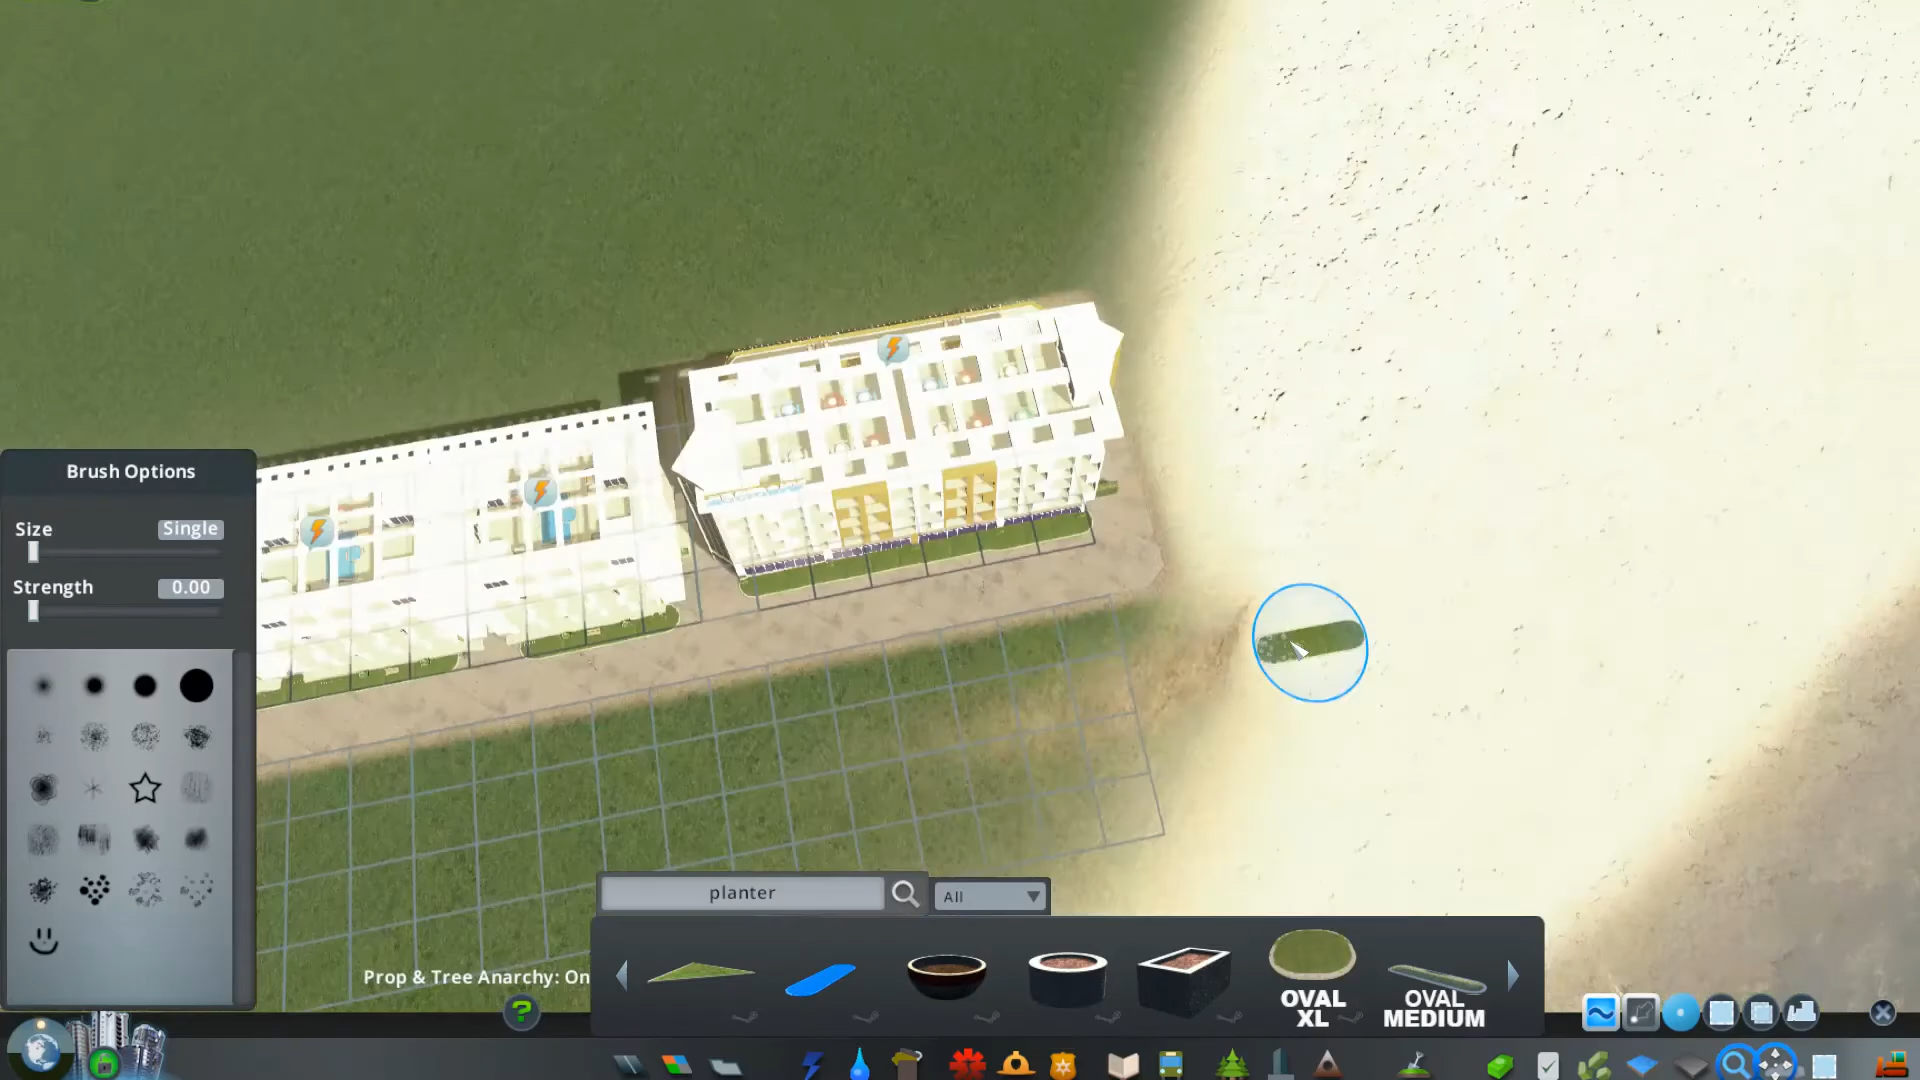 Brush Options
Size Single
Strength 0.00
planter
All
Prop & Tree Anarchy: On
?
OVAL XL
OVAL MEDIUM